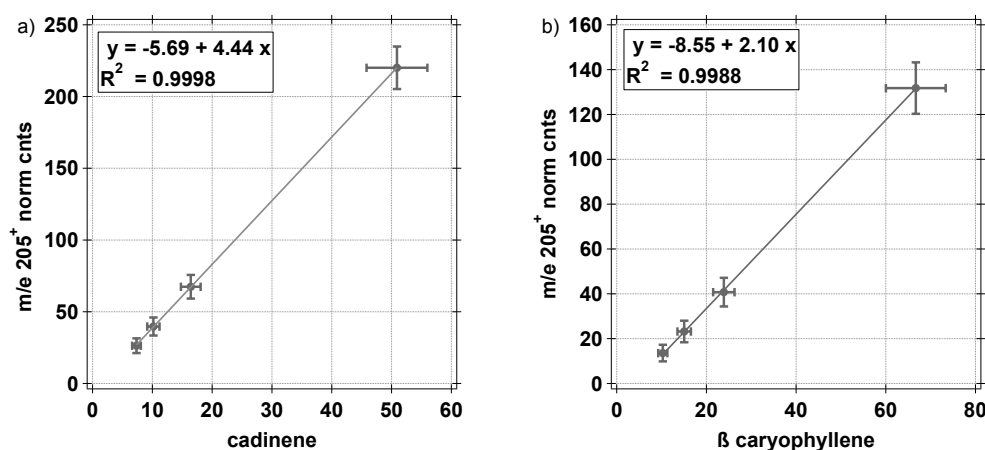 a)
y = -5.69 + 4.44 x
R² = 0.9998
250
200
150
100
50
0
m/e 205⁺ norm cnts
0 10 20 30 40 50 60
cadinene
b)
y = -8.55 + 2.10 x
R² = 0.9988
160
140
120
100
80
60
40
20
0
m/e 205⁺ norm cnts
0 20 40 60 80
ß caryophyllene